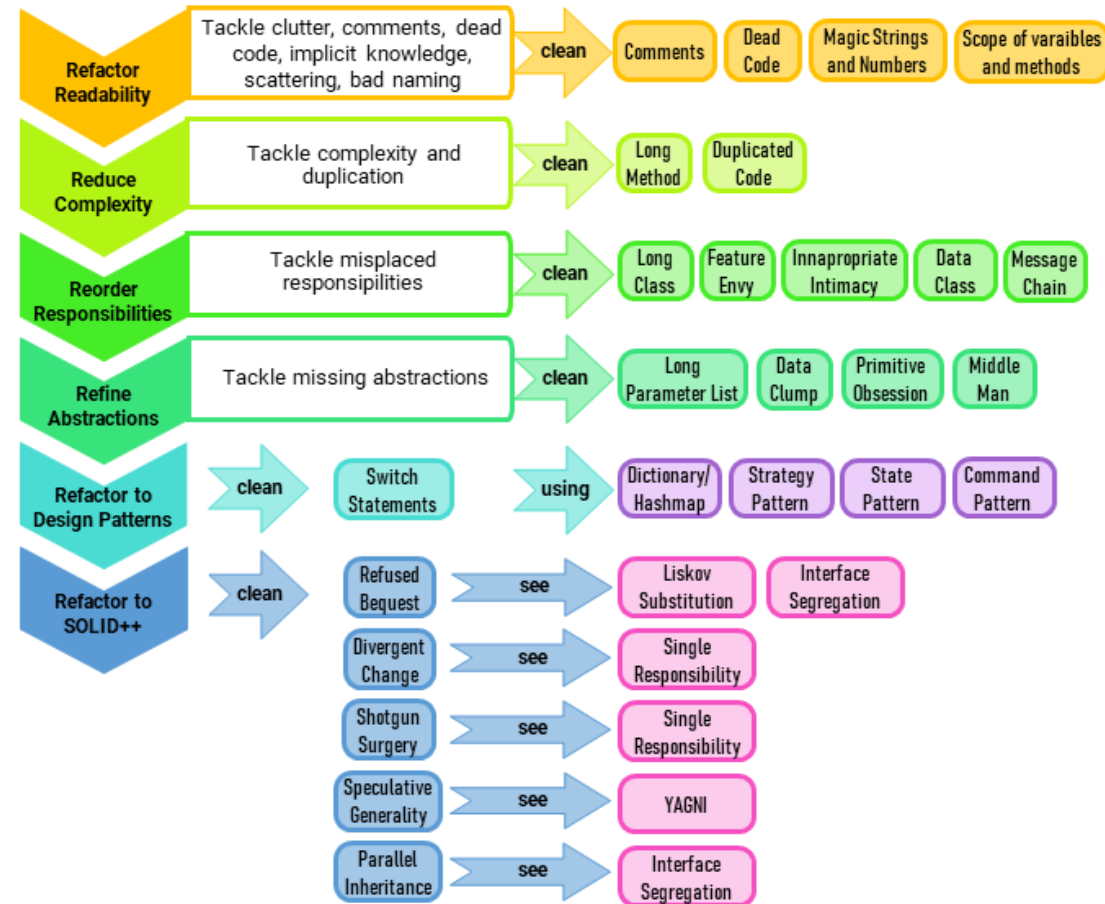 Refactor
Readability
Tackle clutter, comments, dead
code, implicit knowledge,
scattering, bad naming
clean
Comments
Dead
Code
Magic Strings
and Numbers
Scope of varaibles
and methods
Reduce
Complexity
Tackle complexity and
duplication
clean
Long
Method
Duplicated
Code
Reorder
Responsibilities
Tackle misplaced
responsipilities
clean
Long
Class
Feature
Envy
Innapropriate
Intimacy
Data
Class
Message
Chain
Refine
Abstractions
Tackle missing abstractions
clean
Long
Parameter List
Data
Clump
Primitive
Obsession
Middle
Man
Refactor to
Design Patterns
clean
Switch
Statements
using
Dictionary/
Hashmap
Strategy
Pattern
State
Pattern
Command
Pattern
Refactor to
SOLID++
clean
Refused
Bequest
see
Liskov
Substitution
Interface
Segregation
Divergent
Change
see
Single
Responsibility
Shotgun
Surgery
see
Single
Responsibility
Speculative
Generality
see
YAGNI
Parallel
Inheritance
see
Interface
Segregation